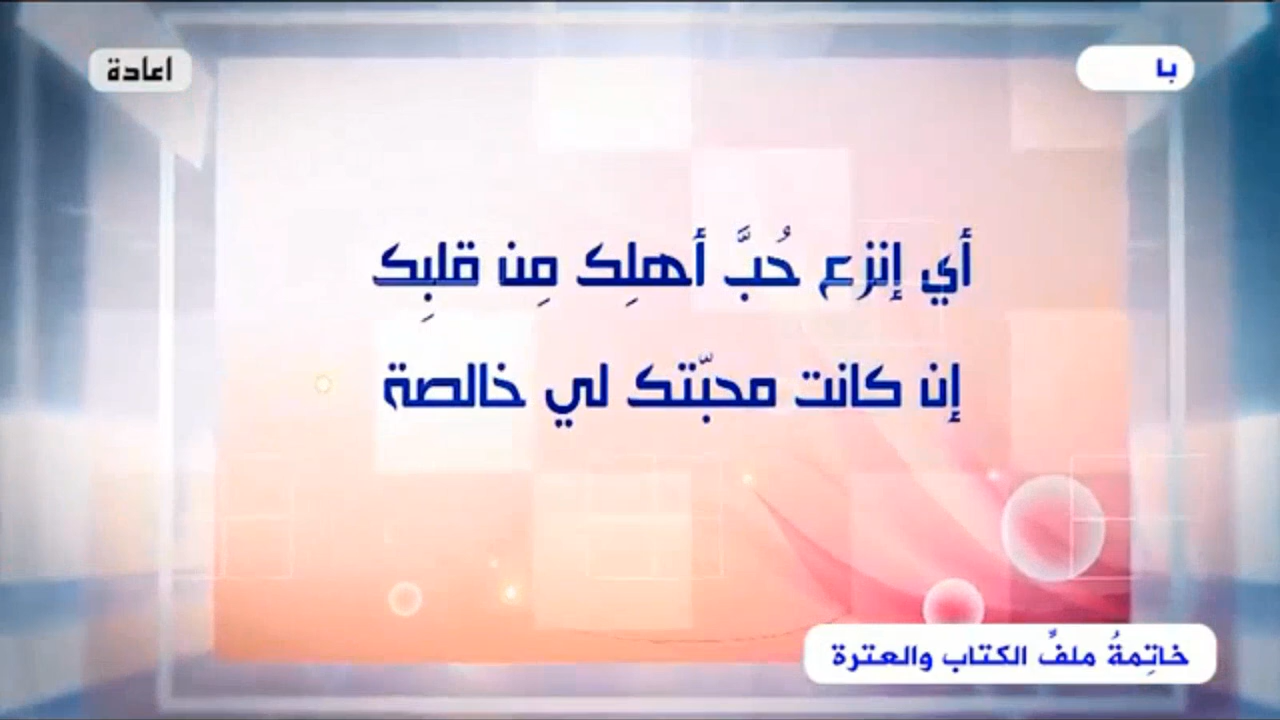 با
اعادة
أي إنزع حُبَّ أهلِك مِن قلبِك
إن كانت محبّتك لي خالصة
خاتِمةُ ملفٌ الكتاب والعترة